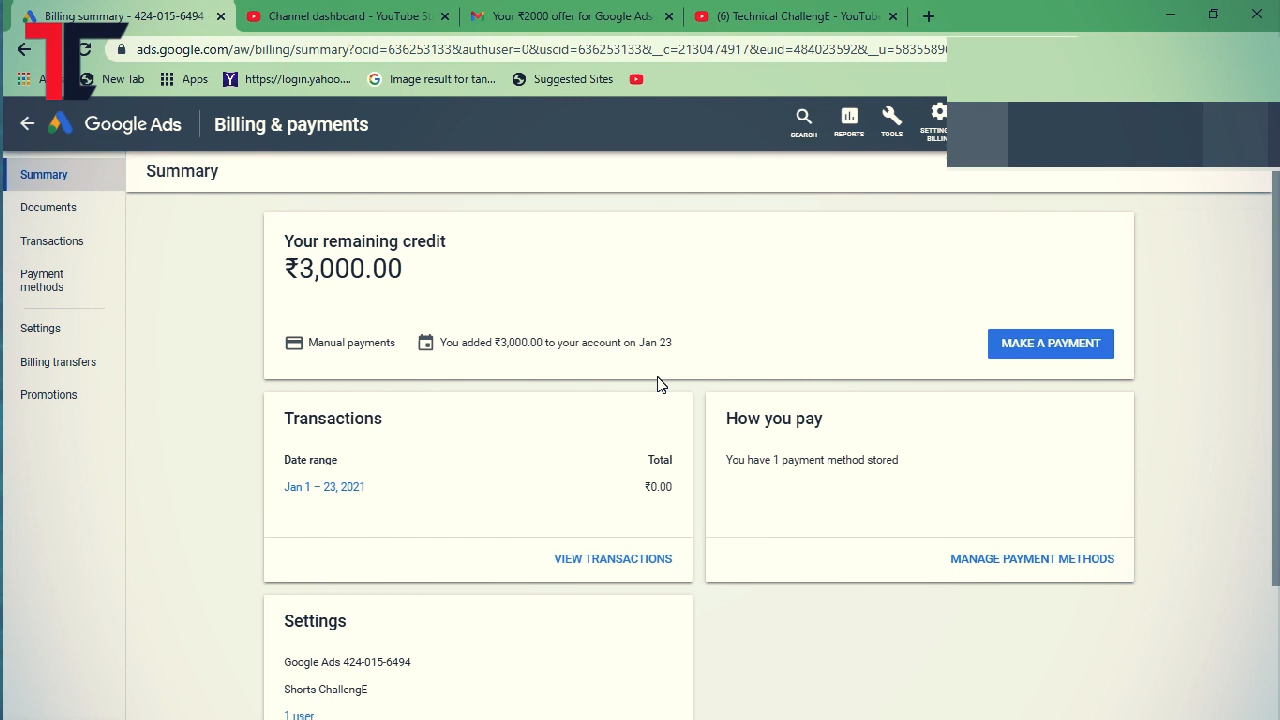 Billing summary - 424-015-6494
Channel dashboard - YouTube St
Your ₹2000 offer for Google Ads
(6) Technical ChallengE - YouTube
ads.google.com/aw/billing/summary?ocid=636253133&authuser=0&uscid=636253133&__c=2130474917&euc=484023592&__u=5835589
New Tab
Apps
https://login.yahoo....
Image result for tan...
Suggested Sites
Google Ads
Billing & payments
SEARCH
REPORTS
TOOLS
Summary
Summary
Documents
Transactions
Payment
methods
Settings
Billing transfers
Promotions
Your remaining credit
₹3,000.00
Manual payments
You added ₹3,000.00 to your account on Jan 23
MAKE A PAYMENT
Transactions
Date range
Total
Jan 1 – 23, 2021
₹0.00
VIEW TRANSACTIONS
How you pay
You have 1 payment method stored
MANAGE PAYMENT METHODS
Settings
Google Ads 424-015-6494
Shorts ChallengE
1 user